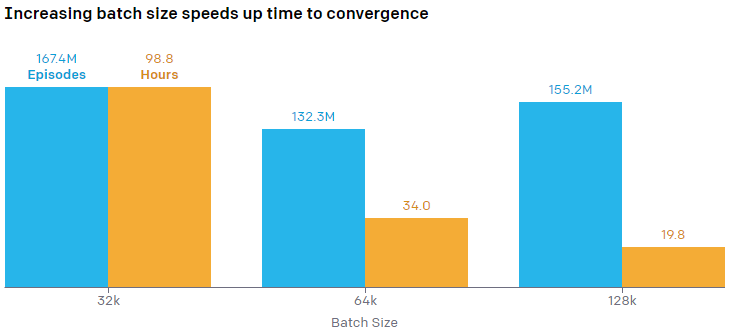 Increasing batch size speeds up time to convergence
167.4M
Episodes
98.8
Hours
132.3M
34.0
155.2M
19.8
32k
64k
128k
Batch Size